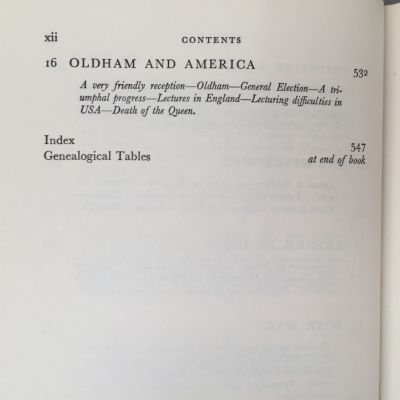 xii CONTENTS
16 OLDHAM AND AMERICA 532
A very friendly reception—Oldham—General Election—A tri-
umphal progress—Lectures in England—Lecturing difficulties in
USA—Death of the Queen.
Index 547
Genealogical Tables at end of book